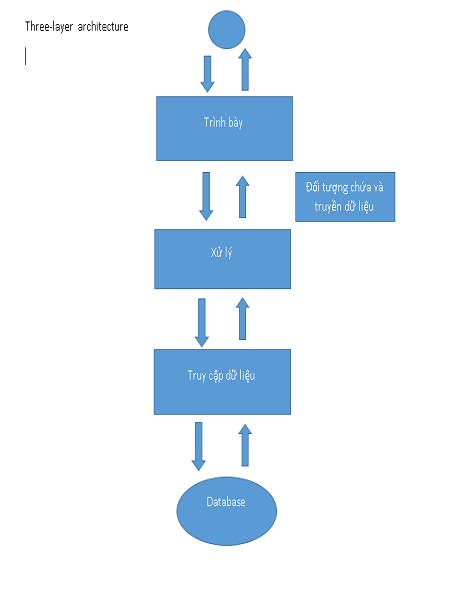 Three-layer architecture
Trình bày
Đối tượng chứa và
truyền dữ liệu
Xử lý
Truy cập dữ liệu
Database